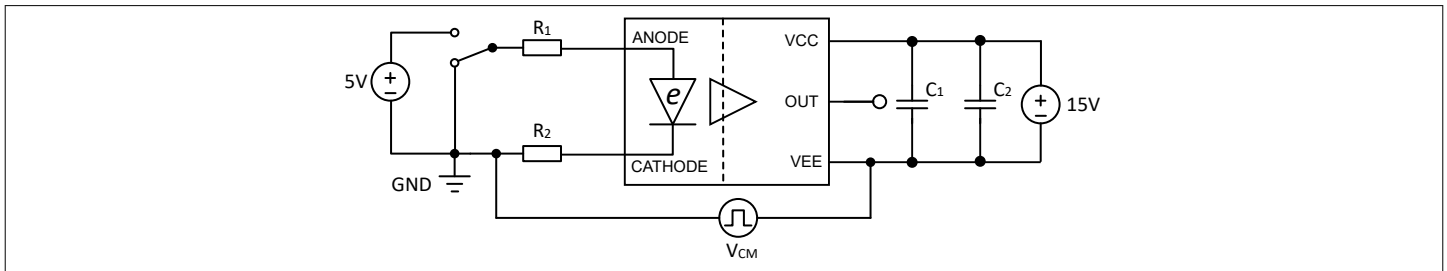 R1
ANODE
VCC
5V
e
OUT
C1
C2
15V
R2
CATHODE
VEE
GND
VCM